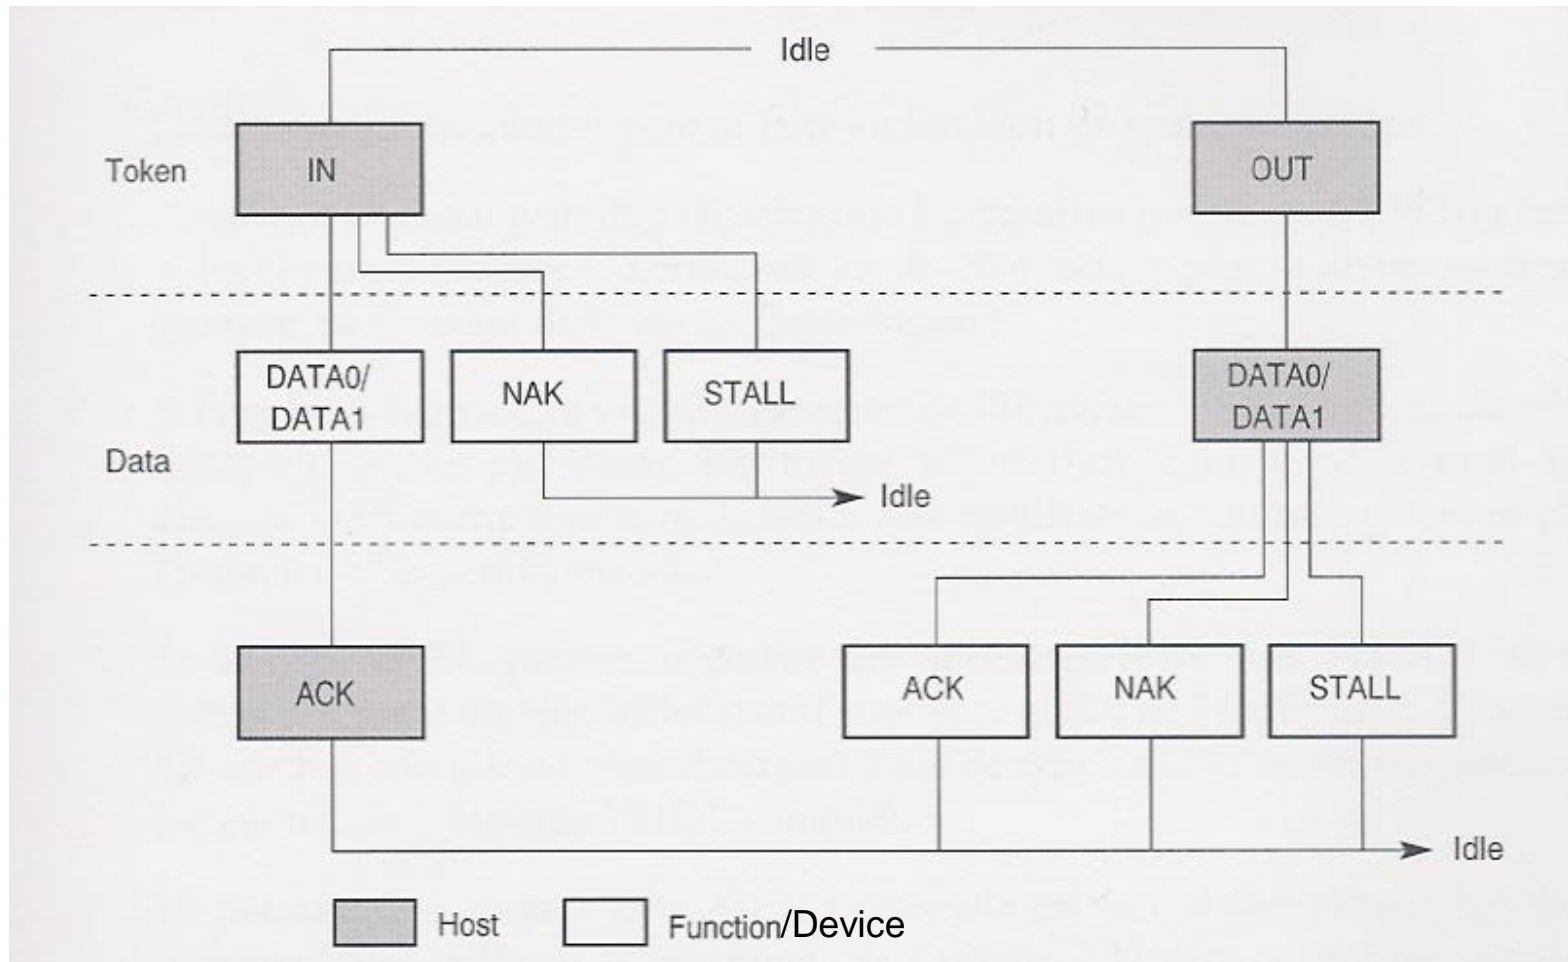 Idle
Token
IN
OUT
DATA0/
DATA1
NAK
STALL
DATA0/
DATA1
Data
Idle
ACK
ACK
NAK
STALL
Idle
Host
Function/Device